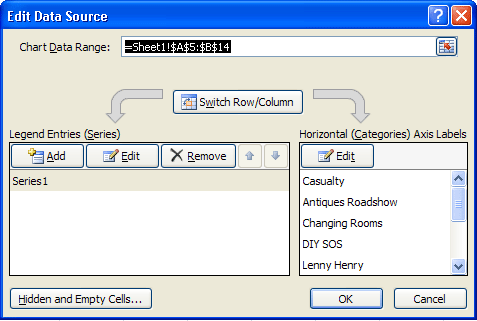 Edit Data Source
Chart Data Range: =Sheet1!$A$5:$B$14
Switch Row/Column
Legend Entries (Series)
Horizontal (Categories) Axis Labels
Add Edit Remove
Edit
Series1
Casualty
Antiques Roadshow
Changing Rooms
DIY SOS
Lenny Henry
Hidden and Empty Cells...
OK
Cancel